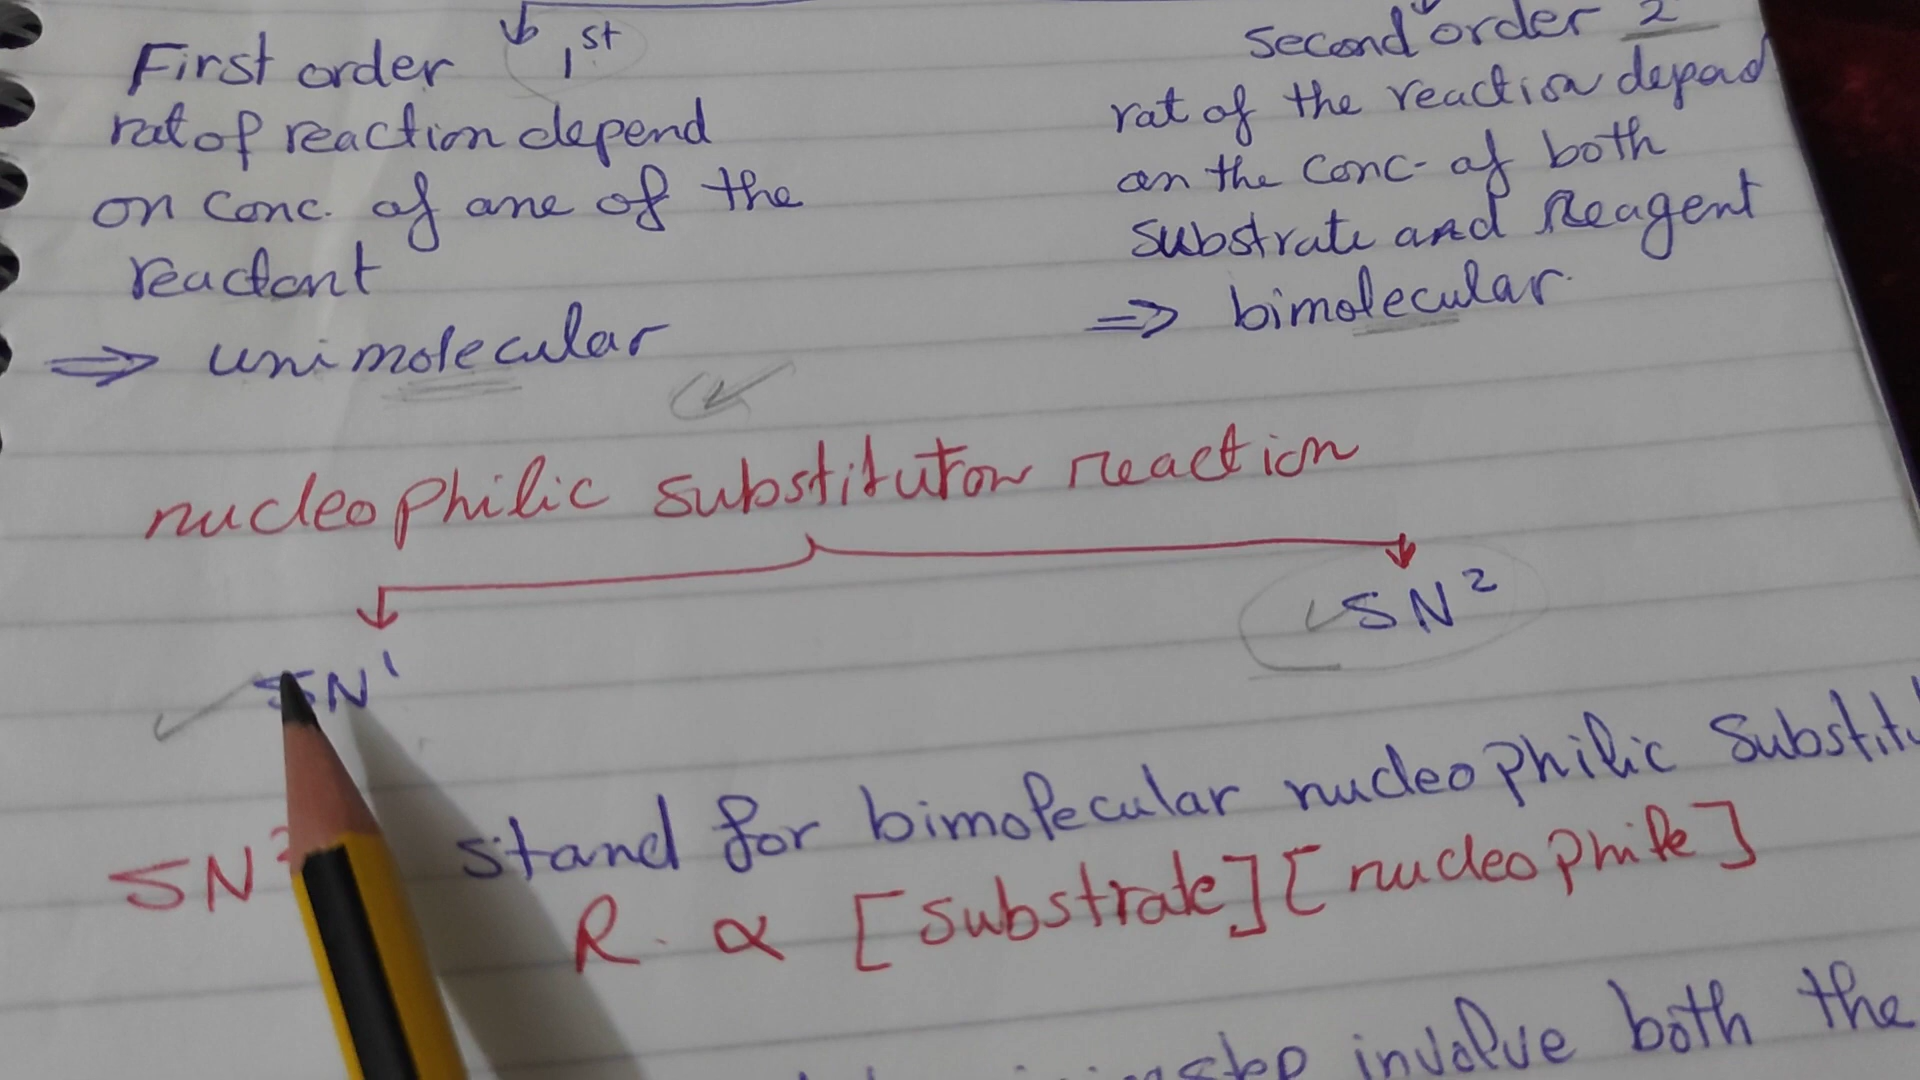 First order 1st
rat of reaction depend
on conc. of one of the
reactant
⇒ unimolecular
Second order 2
rat of the reaction depend
on the conc- of both
substrate and Reagent
⇒ bimolecular.
nucleophilic substitution reaction
SN1
SN2
SN2 stand for bimolecular nucleophilic Substitu
R. ∝ [substrate][nucleophile]
involve both the